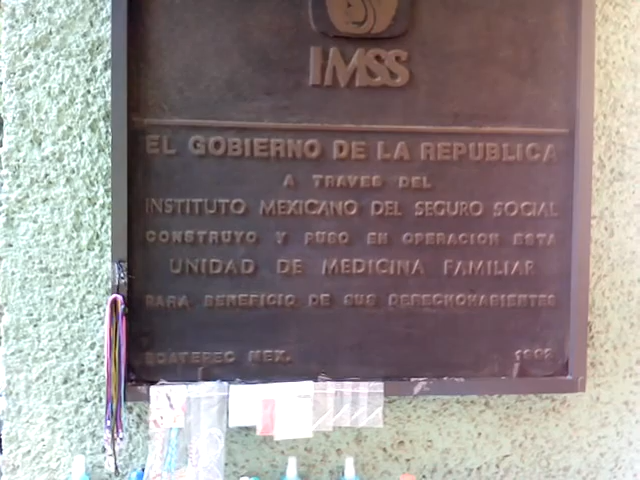 IMSS
EL GOBIERNO DE LA REPUBLICA
A TRAVES DEL
INSTITUTO MEXICANO DEL SEGURO SOCIAL
CONSTRUYO Y PUSO EN OPERACION ESTA
UNIDAD DE MEDICINA FAMILIAR
PARA BENEFICIO DE SUS DERECHOHABIENTES
MEX.